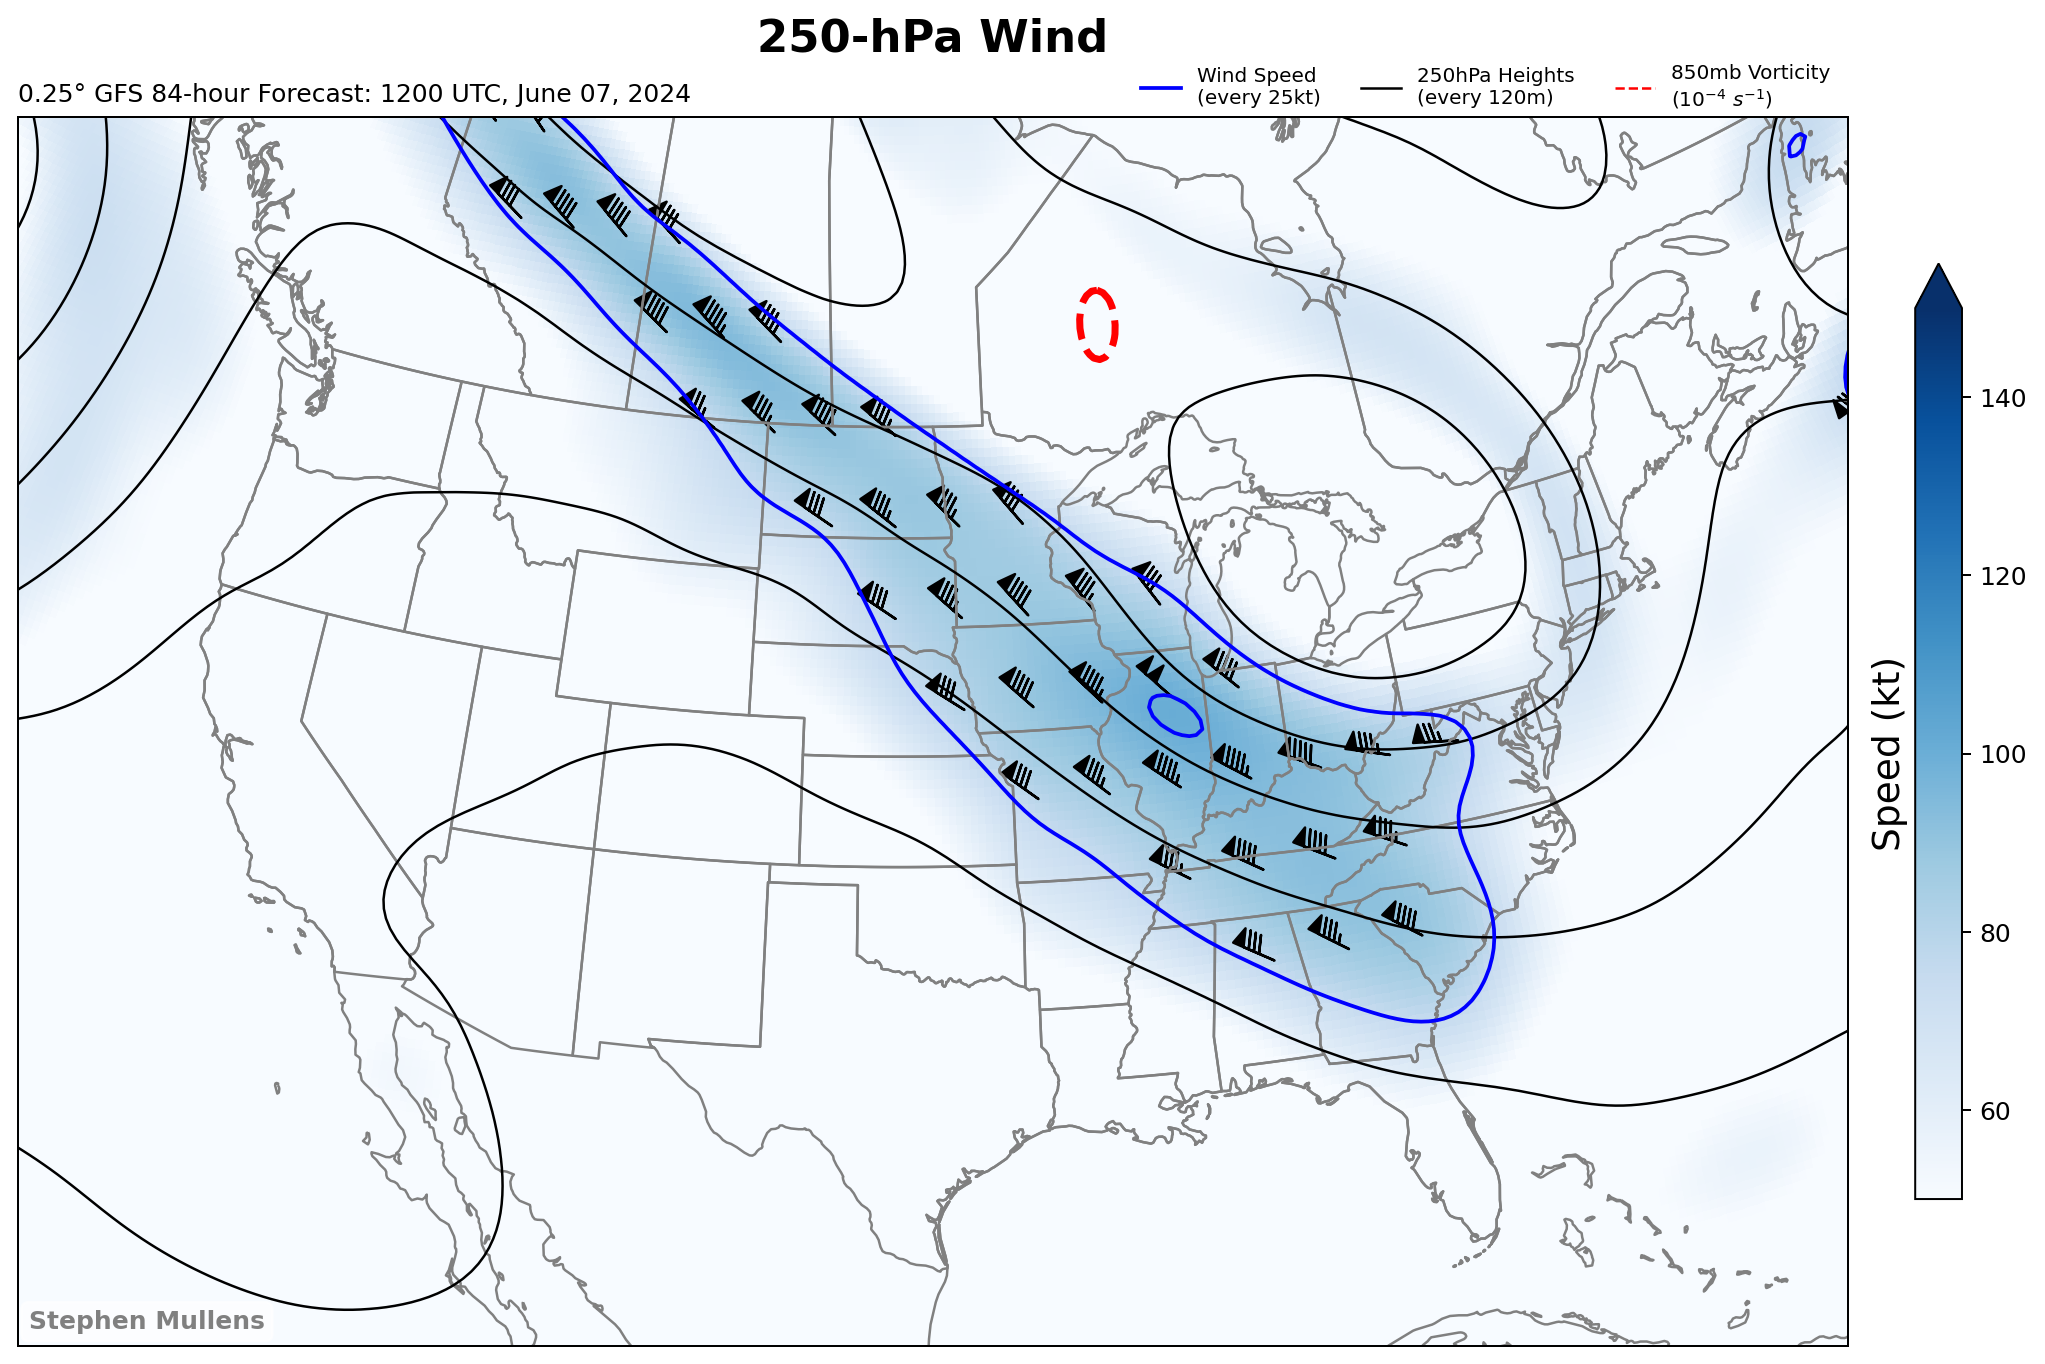 250-hPa Wind
0.25° GFS 84-hour Forecast: 1200 UTC, June 07, 2024
Wind Speed
(every 25kt)
250hPa Heights
(every 120m)
850mb Vorticity
(10⁻⁴ s⁻¹)
140
120
100
80
60
Speed (kt)
Stephen Mullens